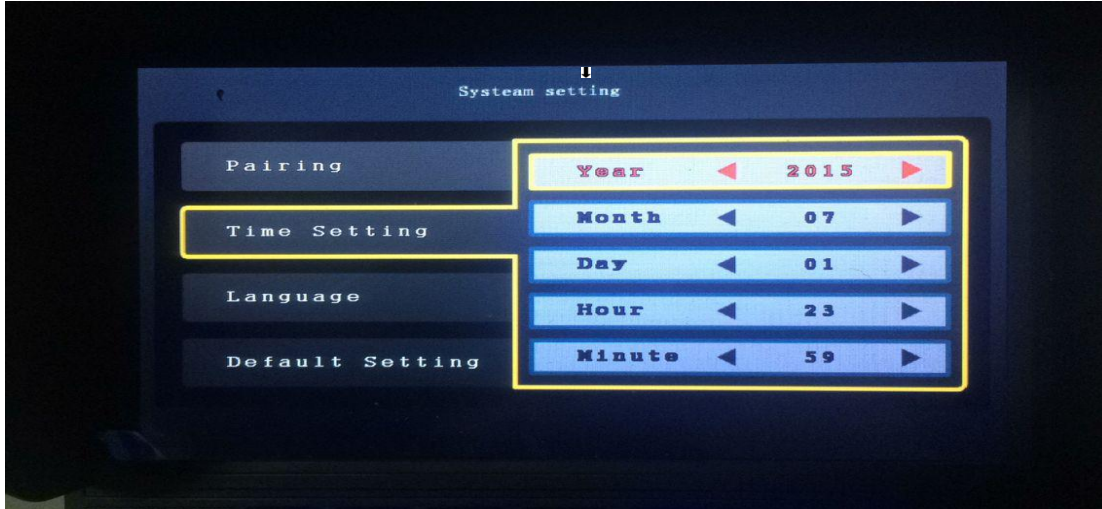 Systeam setting
Pairing
Time Setting
Language
Default Setting
Year 2015
Month 07
Day 01
Hour 23
Minute 59